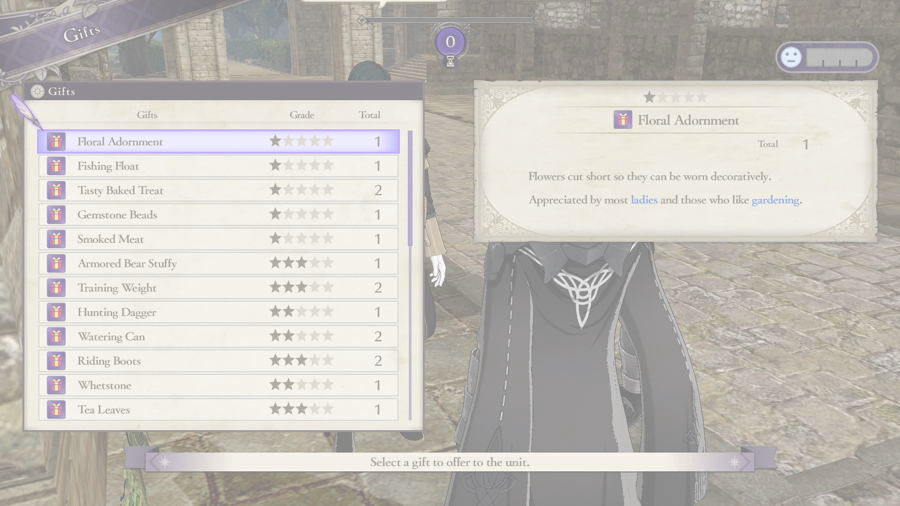 Gifts
0
Gifts
Gifts Grade Total
Floral Adornment 1
Fishing Float 1
Tasty Baked Treat 2
Gemstone Beads 1
Smoked Meat 1
Armored Bear Stuffy 1
Training Weight 2
Hunting Dagger 1
Watering Can 2
Riding Boots 2
Whetstone 1
Tea Leaves 1
Floral Adornment
Total 1
Flowers cut short so they can be worn decoratively.
Appreciated by most ladies and those who like gardening.
Select a gift to offer to the unit.